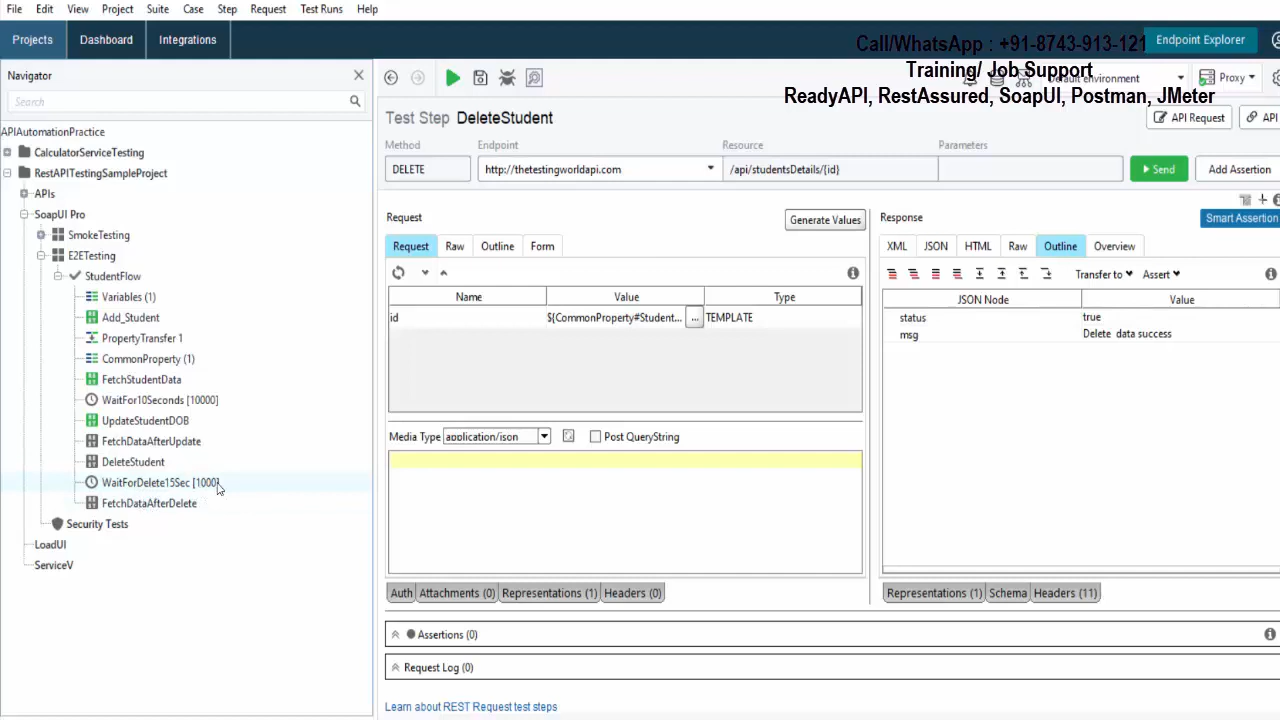 File Edit View Project Suite Case Step Request Test Runs Help
Projects Dashboard Integrations Endpoint Explorer
Call/WhatsApp : +91-8743-913-121
Training/ Job Support
ReadyAPI, RestAssured, SoapUI, Postman, JMeter
Navigator
Default environment Proxy
Search
Test Step DeleteStudent
API Request API
APIAutomationPractice
CalculatorServiceTesting
RestAPITestingSampleProject
APIs
SoapUI Pro
SmokeTesting
E2ETesting
StudentFlow
Variables (1)
Add_Student
PropertyTransfer 1
CommonProperty (1)
FetchStudentData
WaitFor10Seconds [10000]
UpdateStudentDOB
FetchDataAfterUpdate
DeleteStudent
WaitForDelete15Sec [1000]
FetchDataAfterDelete
Security Tests
LoadUI
ServiceV
Method Endpoint Resource Parameters
DELETE http://thetestingworldapi.com /api/studentsDetails/{id} Send Add Assertion
Request Generate Values
Request Raw Outline Form
Name Value Type
id ${CommonProperty#Student... ... TEMPLATE
Media Type application/json Post QueryString
Auth Attachments (0) Representations (1) Headers (0)
Response Smart Assertion
XML JSON HTML Raw Outline Overview
Transfer to Assert
JSON Node Value
status true
msg Delete data success
Representations (1) Schema Headers (11)
Assertions (0)
Request Log (0)
Learn about REST Request test steps